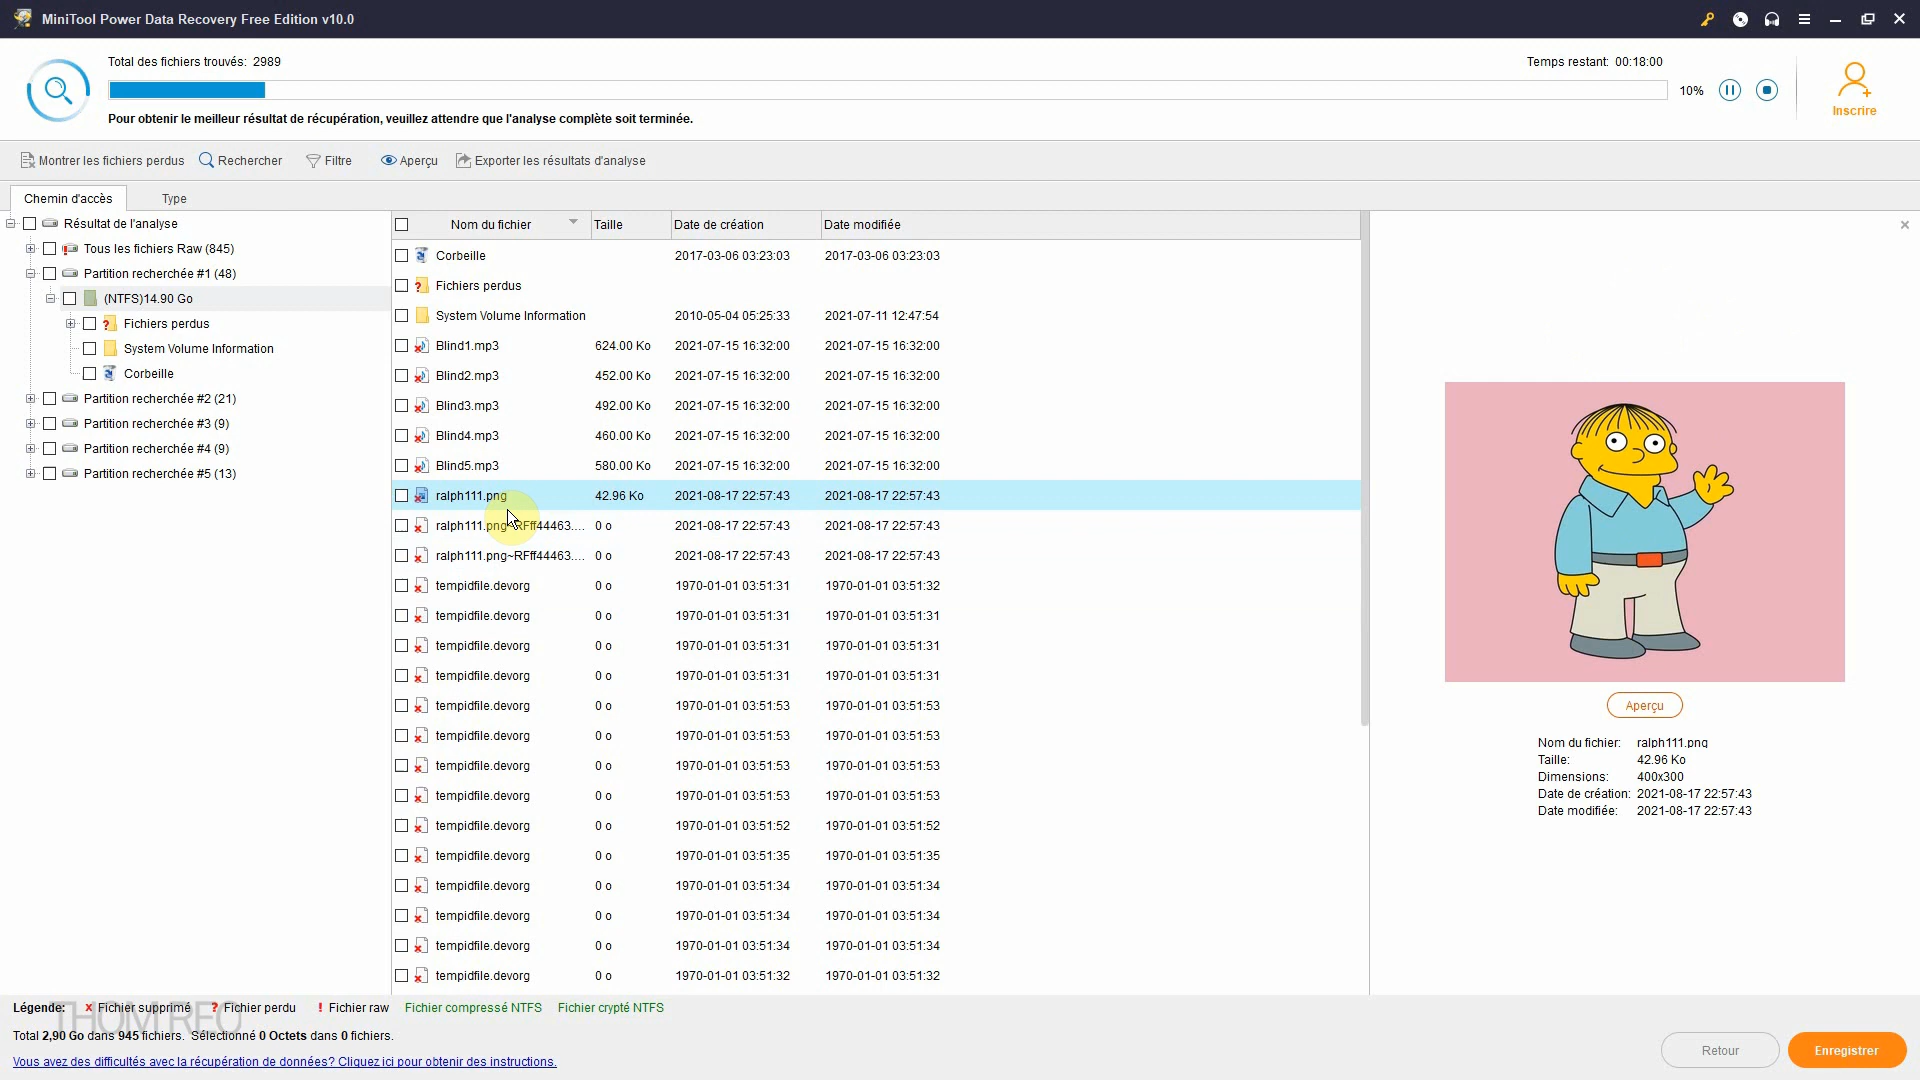 MiniTool Power Data Recovery Free Edition v10.0
Total des fichiers trouvés: 2989
Temps restant: 00:18:00
10%
Inscrire
Pour obtenir le meilleur résultat de récupération, veuillez attendre que l'analyse complète soit terminée.
Montrer les fichiers perdus Rechercher Filtre Aperçu Exporter les résultats d'analyse
Chemin d'accès Type
Résultat de l'analyse
Tous les fichiers Raw (845)
Partition recherchée #1 (48)
(NTFS)14.90 Go
Fichiers perdus
System Volume Information
Corbeille
Partition recherchée #2 (21)
Partition recherchée #3 (9)
Partition recherchée #4 (9)
Partition recherchée #5 (13)
Nom du fichier Taille Date de création Date modifiée
Corbeille 2017-03-06 03:23:03 2017-03-06 03:23:03
Fichiers perdus
System Volume Information 2010-05-04 05:25:33 2021-07-11 12:47:54
Blind1.mp3 624.00 Ko 2021-07-15 16:32:00 2021-07-15 16:32:00
Blind2.mp3 452.00 Ko 2021-07-15 16:32:00 2021-07-15 16:32:00
Blind3.mp3 492.00 Ko 2021-07-15 16:32:00 2021-07-15 16:32:00
Blind4.mp3 460.00 Ko 2021-07-15 16:32:00 2021-07-15 16:32:00
Blind5.mp3 580.00 Ko 2021-07-15 16:32:00 2021-07-15 16:32:00
ralph111.png 42.96 Ko 2021-08-17 22:57:43 2021-08-17 22:57:43
ralph111.png~RFff44463.... 0 o 2021-08-17 22:57:43 2021-08-17 22:57:43
ralph111.png~RFff44463.... 0 o 2021-08-17 22:57:43 2021-08-17 22:57:43
tempidfile.devorg 0 o 1970-01-01 03:51:31 1970-01-01 03:51:32
tempidfile.devorg 0 o 1970-01-01 03:51:31 1970-01-01 03:51:31
tempidfile.devorg 0 o 1970-01-01 03:51:31 1970-01-01 03:51:31
tempidfile.devorg 0 o 1970-01-01 03:51:31 1970-01-01 03:51:31
tempidfile.devorg 0 o 1970-01-01 03:51:53 1970-01-01 03:51:53
tempidfile.devorg 0 o 1970-01-01 03:51:53 1970-01-01 03:51:53
tempidfile.devorg 0 o 1970-01-01 03:51:53 1970-01-01 03:51:53
tempidfile.devorg 0 o 1970-01-01 03:51:53 1970-01-01 03:51:53
tempidfile.devorg 0 o 1970-01-01 03:51:52 1970-01-01 03:51:52
tempidfile.devorg 0 o 1970-01-01 03:51:35 1970-01-01 03:51:35
tempidfile.devorg 0 o 1970-01-01 03:51:34 1970-01-01 03:51:34
tempidfile.devorg 0 o 1970-01-01 03:51:34 1970-01-01 03:51:34
tempidfile.devorg 0 o 1970-01-01 03:51:34 1970-01-01 03:51:34
tempidfile.devorg 0 o 1970-01-01 03:51:32 1970-01-01 03:51:32
Aperçu
Nom du fichier: ralph111.png
Taille: 42.96 Ko
Dimensions: 400x300
Date de création: 2021-08-17 22:57:43
Date modifiée: 2021-08-17 22:57:43
Légende: Fichier supprimé Fichier perdu Fichier raw Fichier compressé NTFS Fichier crypté NTFS
THOM REO
Total 2,90 Go dans 945 fichiers. Sélectionné 0 Octets dans 0 fichiers.
Vous avez des difficultés avec la récupération de données? Cliquez ici pour obtenir des instructions.
Retour
Enregistrer